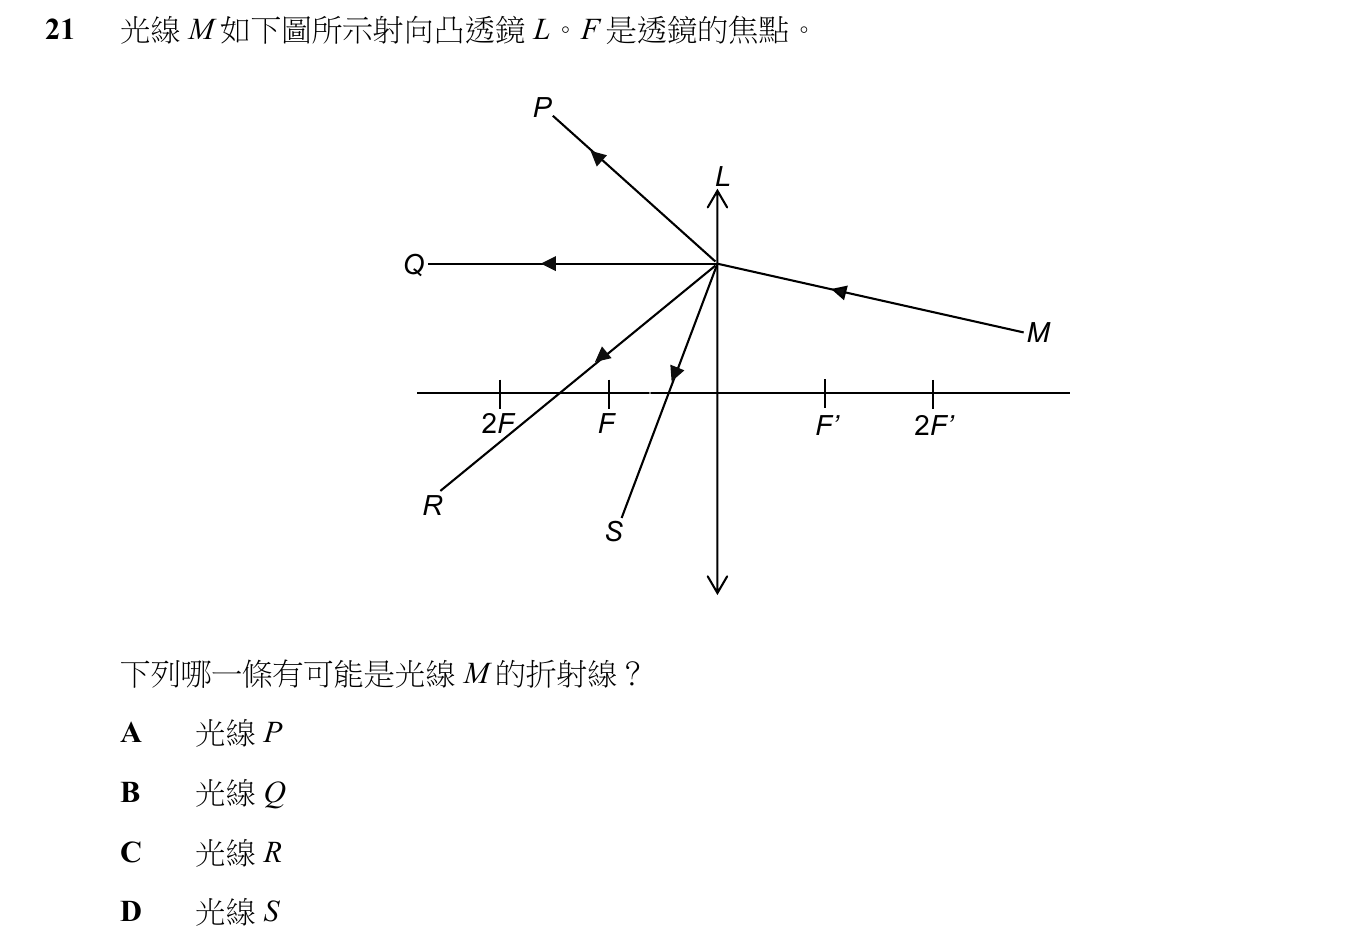 21 光線 M 如下圖所示射向凸透鏡 L。F 是透鏡的焦點。
P
L
Q
M
2F F F’ 2F’
R
S
下列哪一條有可能是光線 M 的折射線？
A 光線 P
B 光線 Q
C 光線 R
D 光線 S